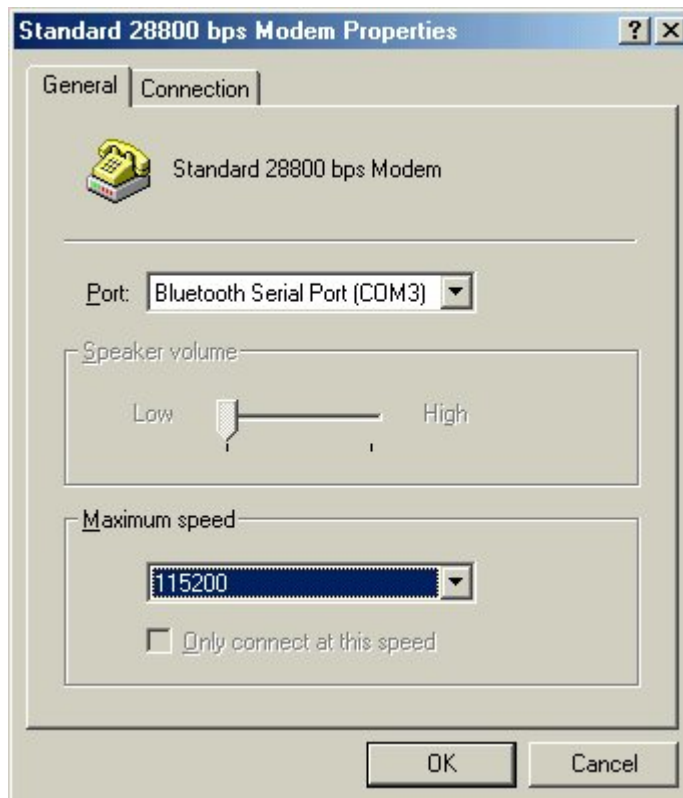 Standard 28800 bps Modem Properties
General Connection
Standard 28800 bps Modem
Port: Bluetooth Serial Port (COM3)
Speaker volume
Low High
Maximum speed
115200
Only connect at this speed
OK Cancel